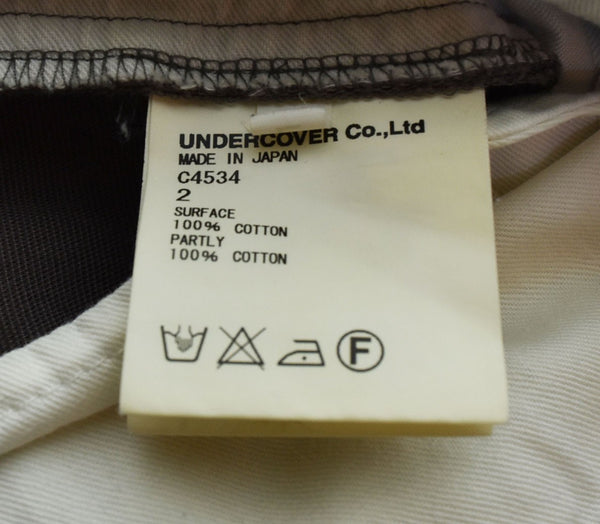 UNDERCOVER Co.,Ltd
MADE IN JAPAN
C4534
2
SURFACE
100% COTTON
PARTLY
100% COTTON
F